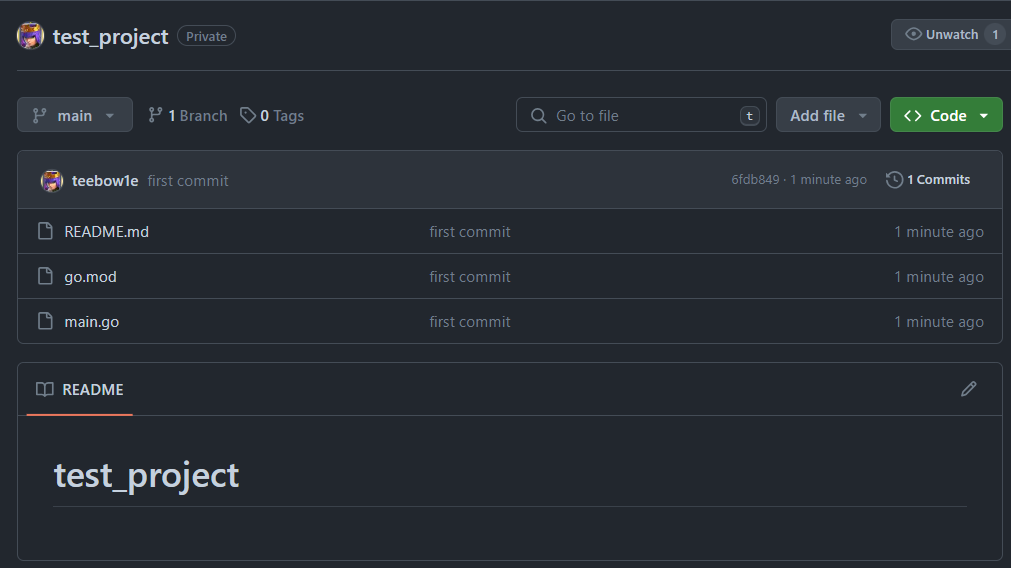 test_project Private Unwatch 1
main 1 Branch 0 Tags Go to file t Add file Code
teebow1e first commit 6fdb849 · 1 minute ago 1 Commits
README.md first commit 1 minute ago
go.mod first commit 1 minute ago
main.go first commit 1 minute ago
README
test_project